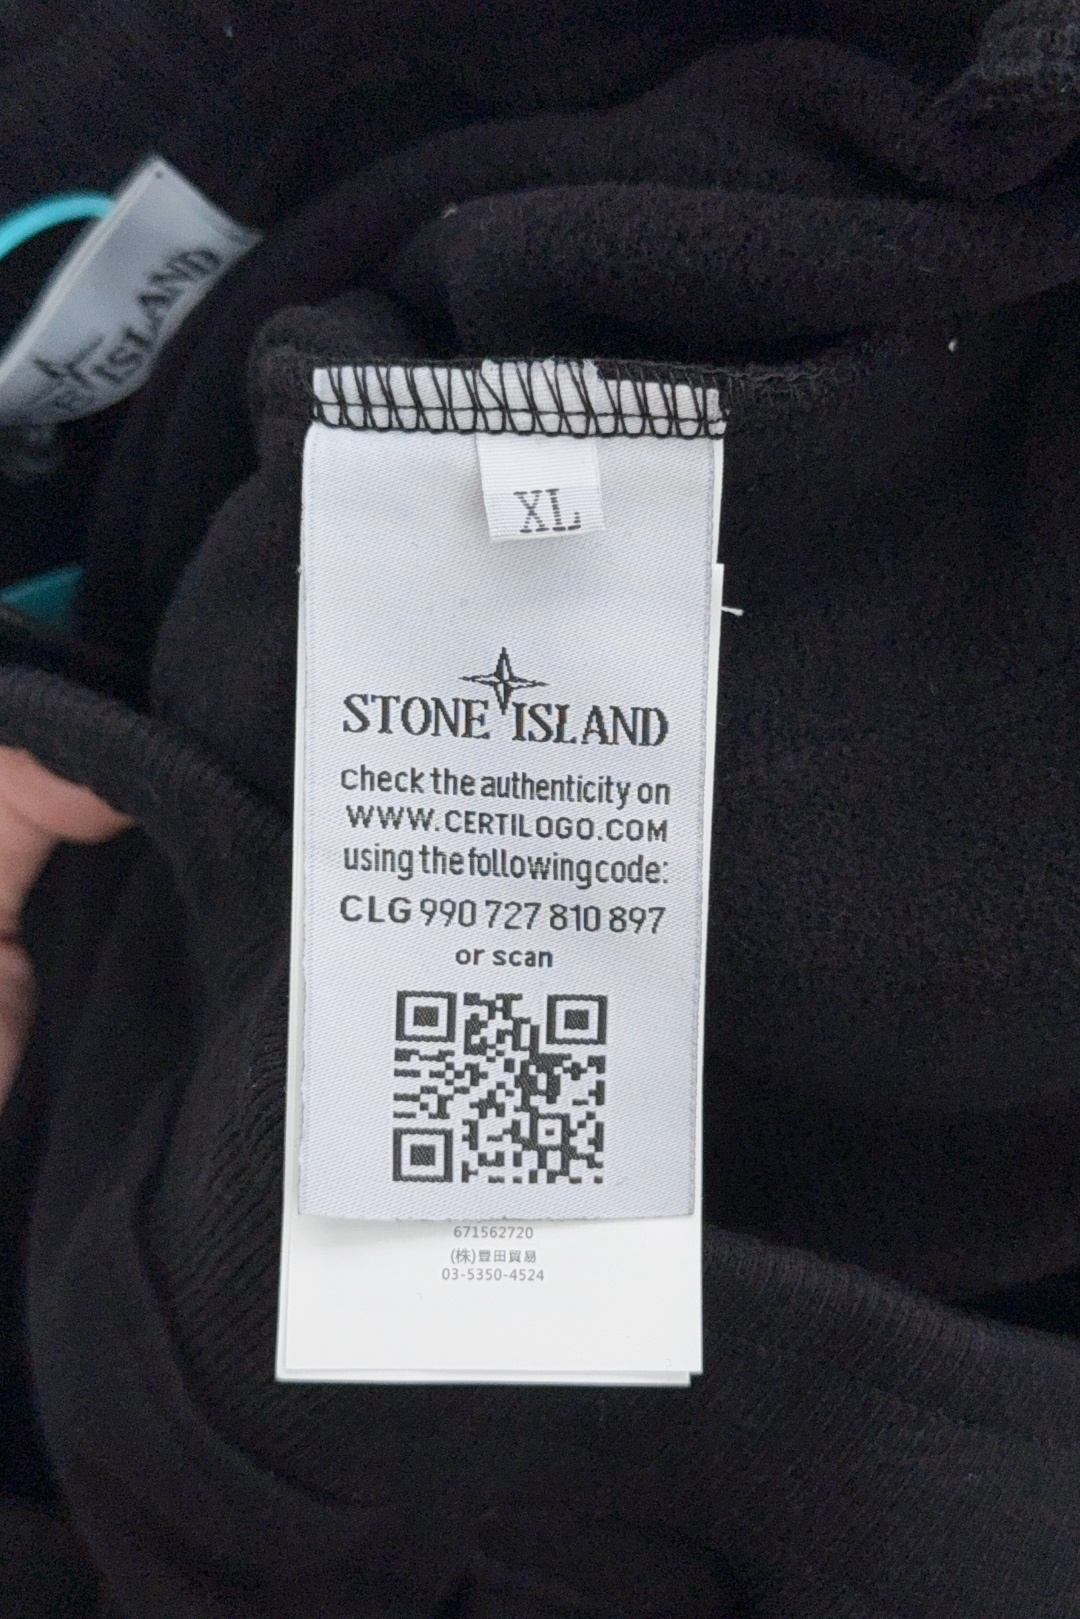 ISLAND
XL
STONE ISLAND
check the authenticity on
WWW.CERTILOGO.COM
using the following code:
CLG 990 727 810 897
or scan
671562720
(株)豊田貿易
03-5350-4524